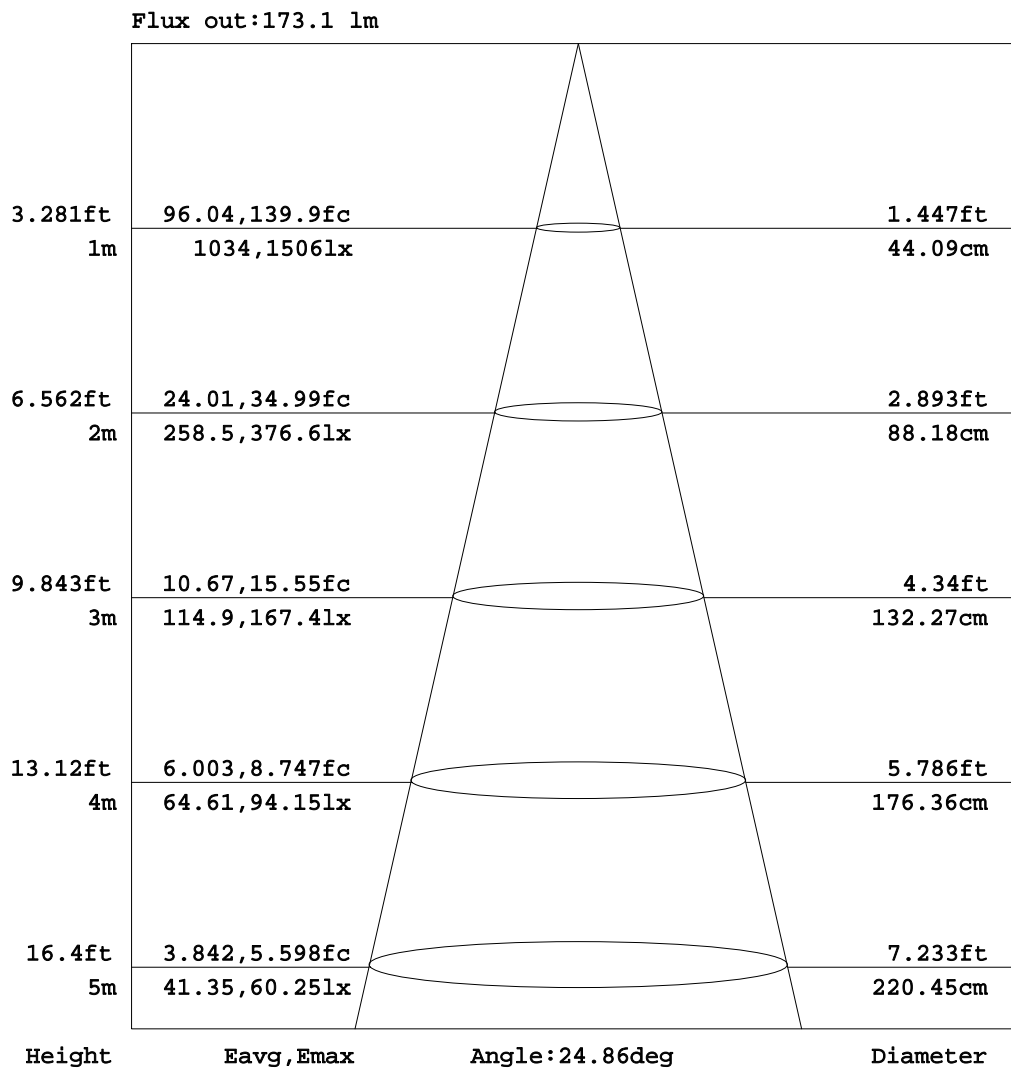 Flux out:173.1 lm
3.281ft 96.04,139.9fc 1.447ft
1m 1034,1506lx 44.09cm
6.562ft 24.01,34.99fc 2.893ft
2m 258.5,376.6lx 88.18cm
9.843ft 10.67,15.55fc 4.34ft
3m 114.9,167.4lx 132.27cm
13.12ft 6.003,8.747fc 5.786ft
4m 64.61,94.15lx 176.36cm
16.4ft 3.842,5.598fc 7.233ft
5m 41.35,60.25lx 220.45cm
Height Eavg,Emax Angle:24.86deg Diameter